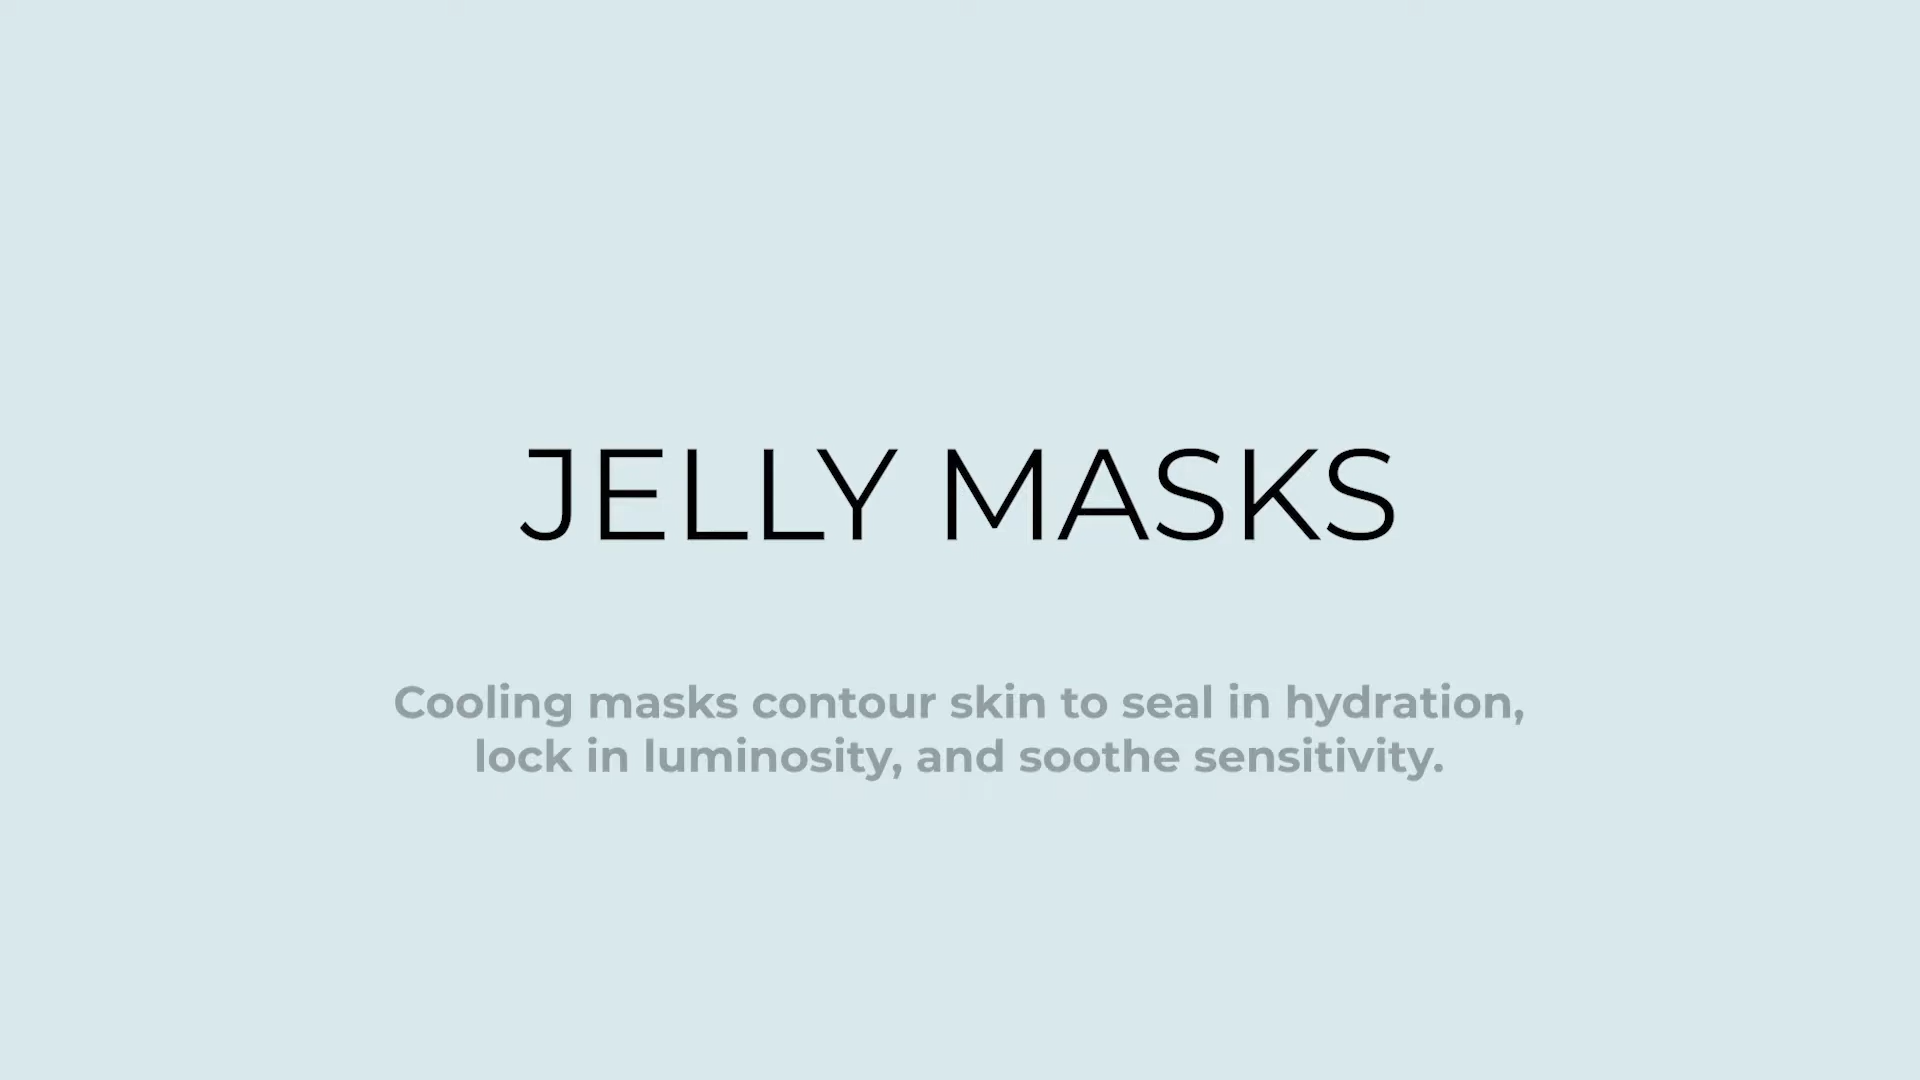 JELLY MASKS
Cooling masks contour skin to seal in hydration,
lock in luminosity, and soothe sensitivity.